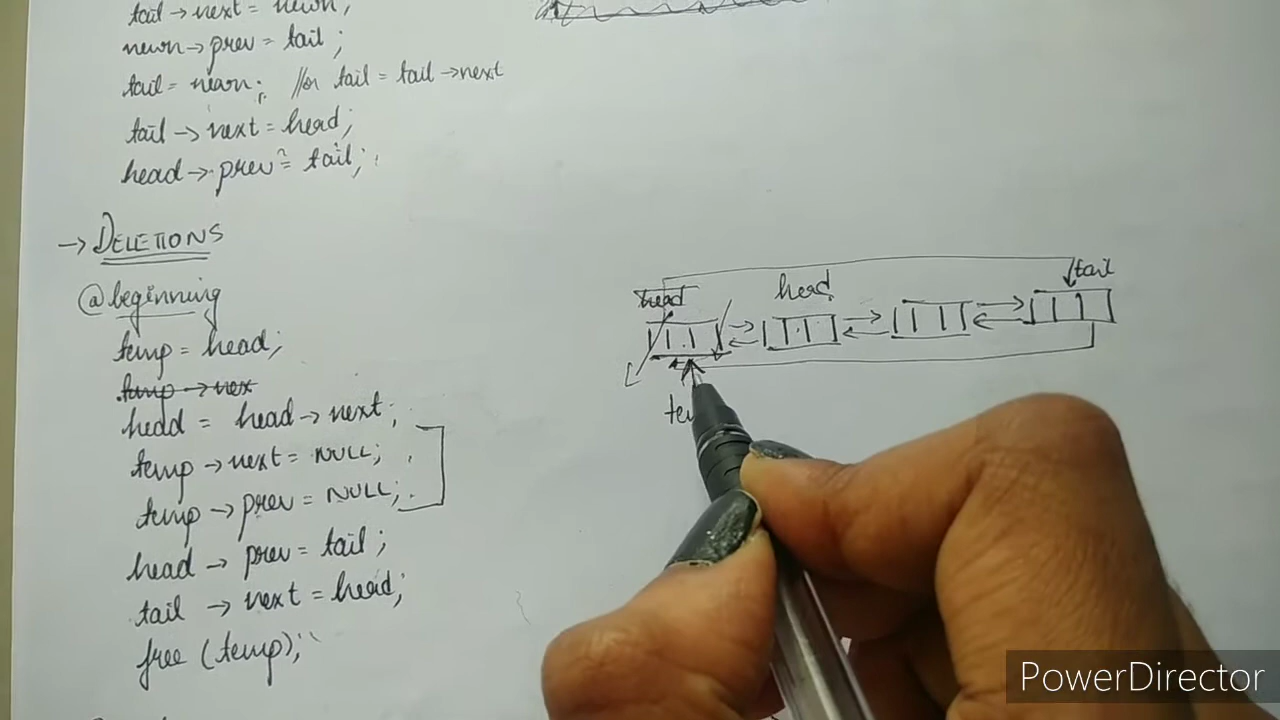 tail → next = newn;
newn → prev = tail;
tail = newn; //or tail = tail → next
tail → next = head;
head → prev = tail;
→ DELETIONS
@ beginning
temp = head;
temp → nex
head = head → next;
temp → next = NULL;
temp → prev = NULL;
head → prev = tail;
tail → next = head;
free (temp);
head
head
tail
PowerDirector